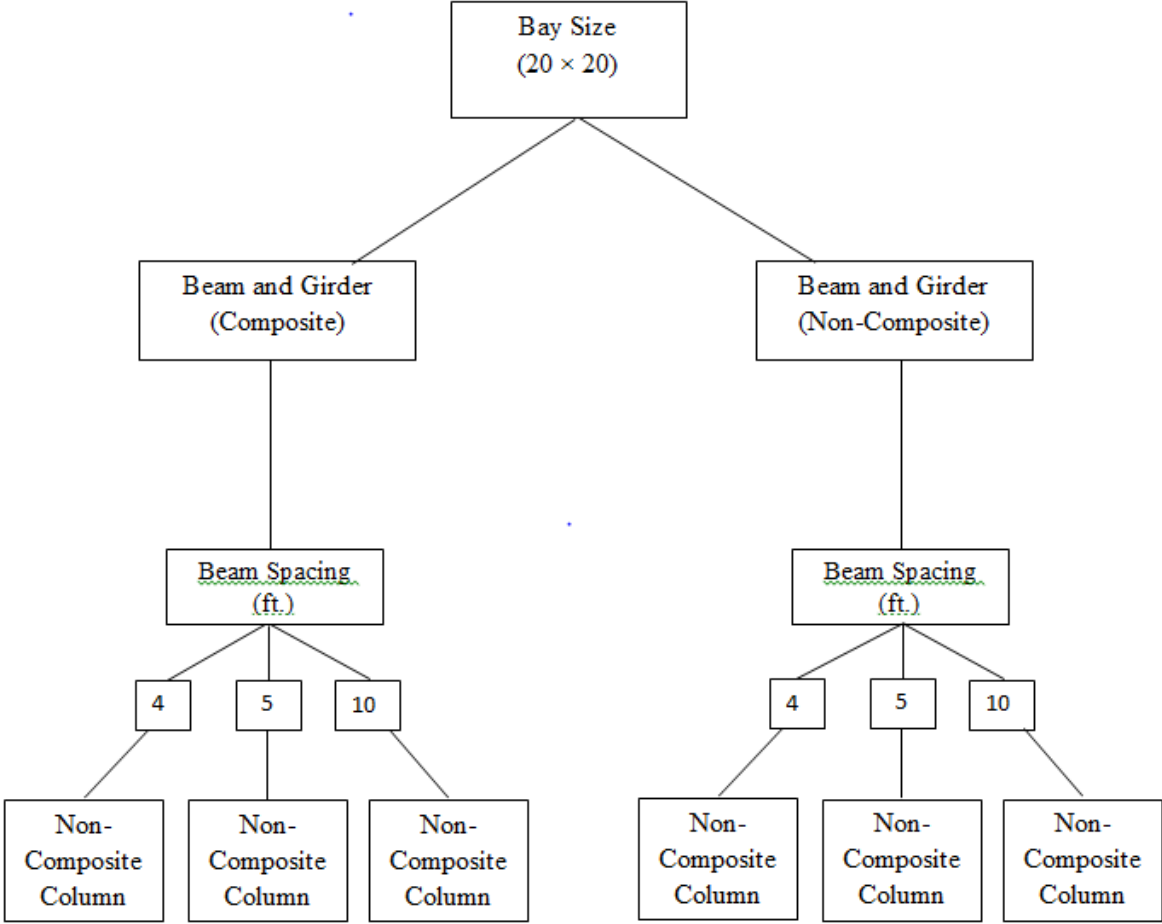 Bay Size
(20 × 20)
Beam and Girder
(Composite)
Beam and Girder
(Non-Composite)
Beam Spacing
(ft.)
Beam Spacing
(ft.)
4
5
10
4
5
10
Non-
Composite
Column
Non-
Composite
Column
Non-
Composite
Column
Non-
Composite
Column
Non-
Composite
Column
Non-
Composite
Column